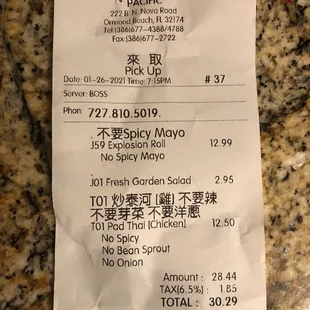 PACIFIC
222 B N. Nova Road
Ormond Beach, FL 32174
Tel:(386)677-4388/4788
Fax:(386)677-2722
來 取
Pick Up
Date: 01-26-2021 Time: 7:15PM # 37
Server: BOSS
Phon: 727.810.5019.
. 不要Spicy Mayo
J59 Explosion Roll 12.99
No Spicy Mayo
J01 Fresh Garden Salad 2.95
T01 炒泰河 [雞] 不要辣
不要芽菜 不要洋蔥
T01 Pad Thai [Chicken] 12.50
No Spicy
No Bean Sprout
No Onion
Amount : 28.44
TAX(6.5%) : 1.85
TOTAL : 30.29